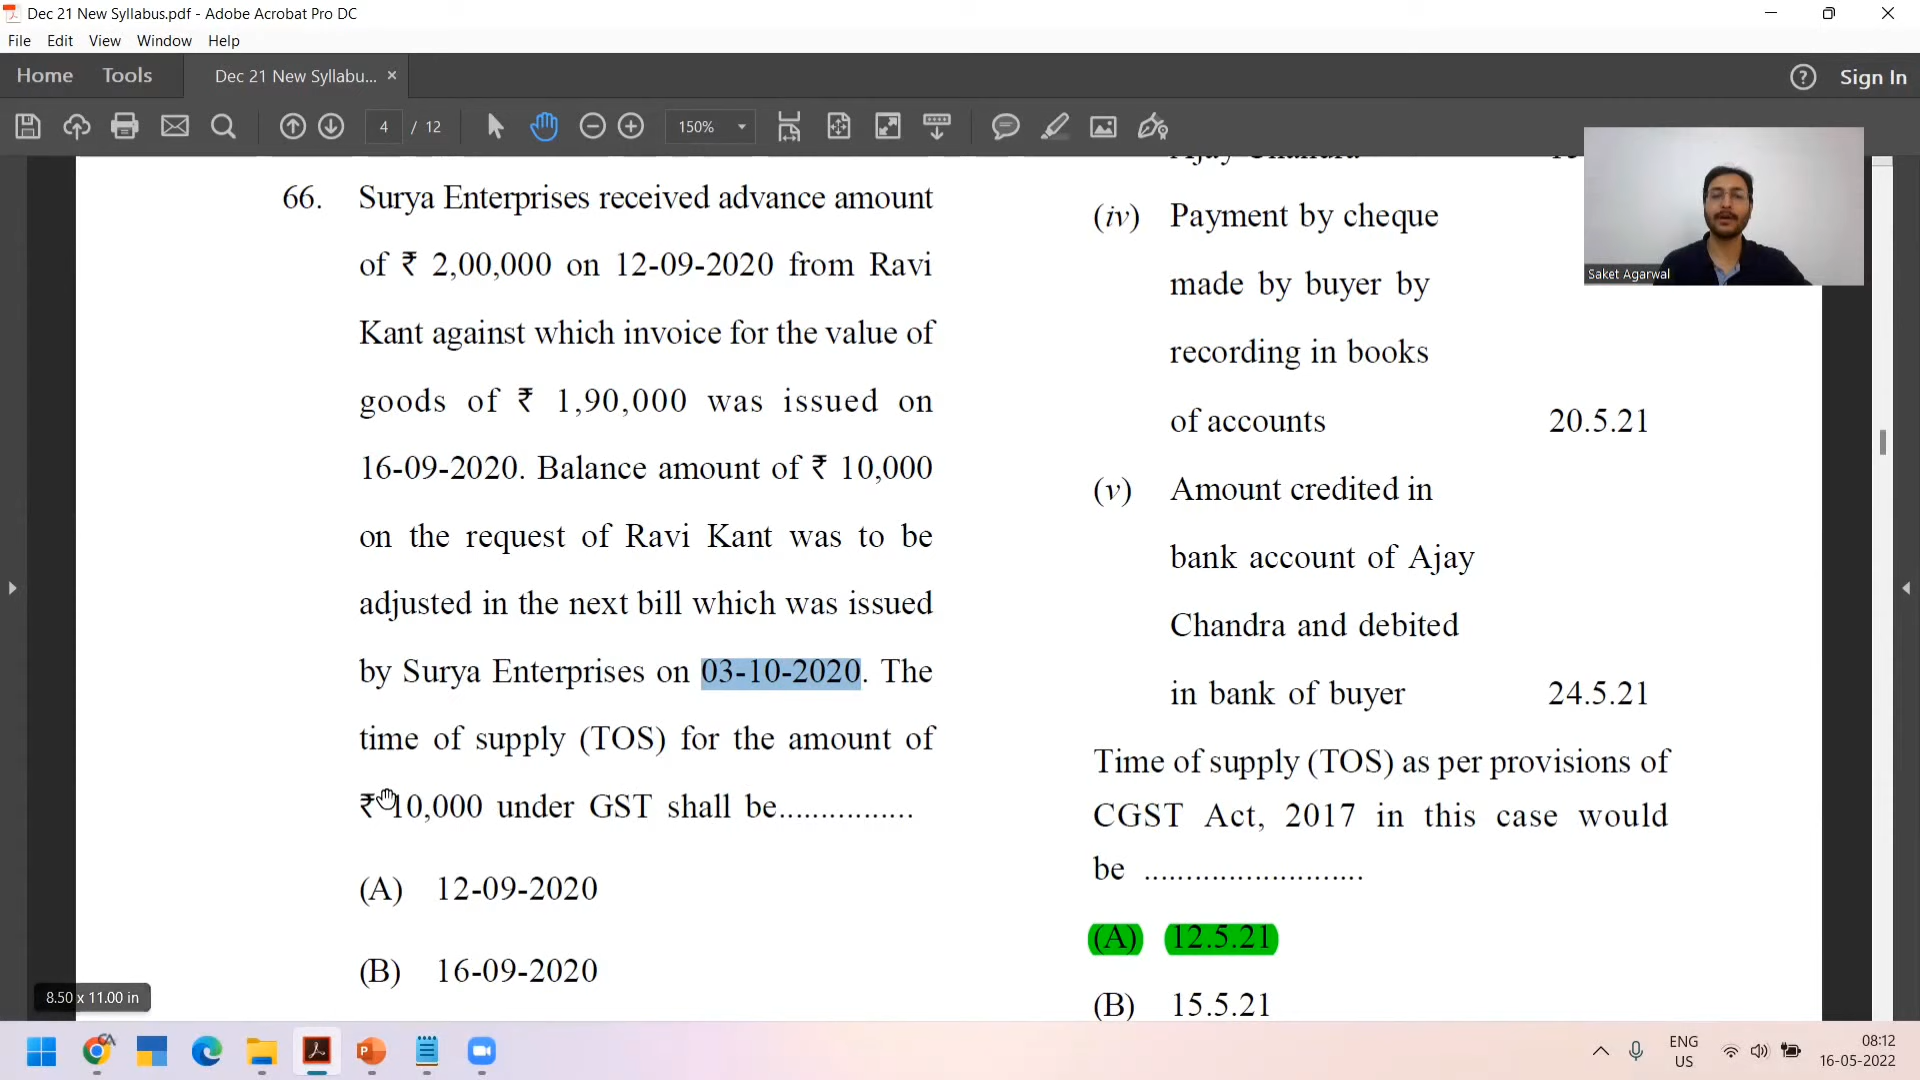 Dec 21 New Syllabus.pdf - Adobe Acrobat Pro DC
File Edit View Window Help
Home Tools Dec 21 New Syllabu... × Sign In
4 / 12 150%
66. Surya Enterprises received advance amount
of ₹ 2,00,000 on 12-09-2020 from Ravi
Kant against which invoice for the value of
goods of ₹ 1,90,000 was issued on
16-09-2020. Balance amount of ₹ 10,000
on the request of Ravi Kant was to be
adjusted in the next bill which was issued
by Surya Enterprises on 03-10-2020. The
time of supply (TOS) for the amount of
₹ 10,000 under GST shall be................
(A) 12-09-2020
(B) 16-09-2020
Ajay Chandra
(iv) Payment by cheque
made by buyer by
recording in books
of accounts 20.5.21
(v) Amount credited in
bank account of Ajay
Chandra and debited
in bank of buyer 24.5.21
Time of supply (TOS) as per provisions of
CGST Act, 2017 in this case would
be ..........................
(A) 12.5.21
(B) 15.5.21
Saket Agarwal
8.50 x 11.00 in
ENG
US
08:12
16-05-2022